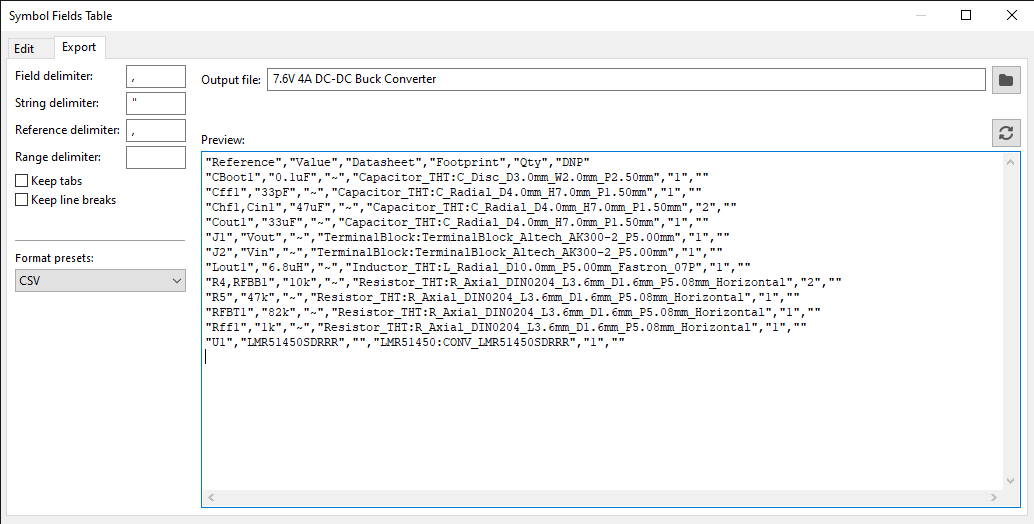 Symbol Fields Table
Edit
Export
Field delimiter:
,
String delimiter:
"
Reference delimiter:
,
Range delimiter:
Keep tabs
Keep line breaks
Format presets:
CSV
Output file:
7.6V 4A DC-DC Buck Converter
Preview:
"Reference","Value","Datasheet","Footprint","Qty","DNP"
"CBoot1","0.1uF","~","Capacitor_THT:C_Disc_D3.0mm_W2.0mm_P2.50mm","1",""
"Cff1","33pF","~","Capacitor_THT:C_Radial_D4.0mm_H7.0mm_P1.50mm","1",""
"Chf1,Cin1","47uF","~","Capacitor_THT:C_Radial_D4.0mm_H7.0mm_P1.50mm","2",""
"Cout1","33uF","~","Capacitor_THT:C_Radial_D4.0mm_H7.0mm_P1.50mm","1",""
"J1","Vout","~","TerminalBlock:TerminalBlock_Altech_AK300-2_P5.00mm","1",""
"J2","Vin","~","TerminalBlock:TerminalBlock_Altech_AK300-2_P5.00mm","1",""
"Lout1","6.8uH","~","Inductor_THT:L_Radial_D10.0mm_P5.00mm_Fastron_07P","1",""
"R4,RFBB1","10k","~","Resistor_THT:R_Axial_DIN0204_L3.6mm_D1.6mm_P5.08mm_Horizontal","2",""
"R5","47k","~","Resistor_THT:R_Axial_DIN0204_L3.6mm_D1.6mm_P5.08mm_Horizontal","1",""
"RFBT1","82k","~","Resistor_THT:R_Axial_DIN0204_L3.6mm_D1.6mm_P5.08mm_Horizontal","1",""
"Rff1","1k","~","Resistor_THT:R_Axial_DIN0204_L3.6mm_D1.6mm_P5.08mm_Horizontal","1",""
"U1","LMR51450SDRRR","","LMR51450:CONV_LMR51450SDRRR","1",""